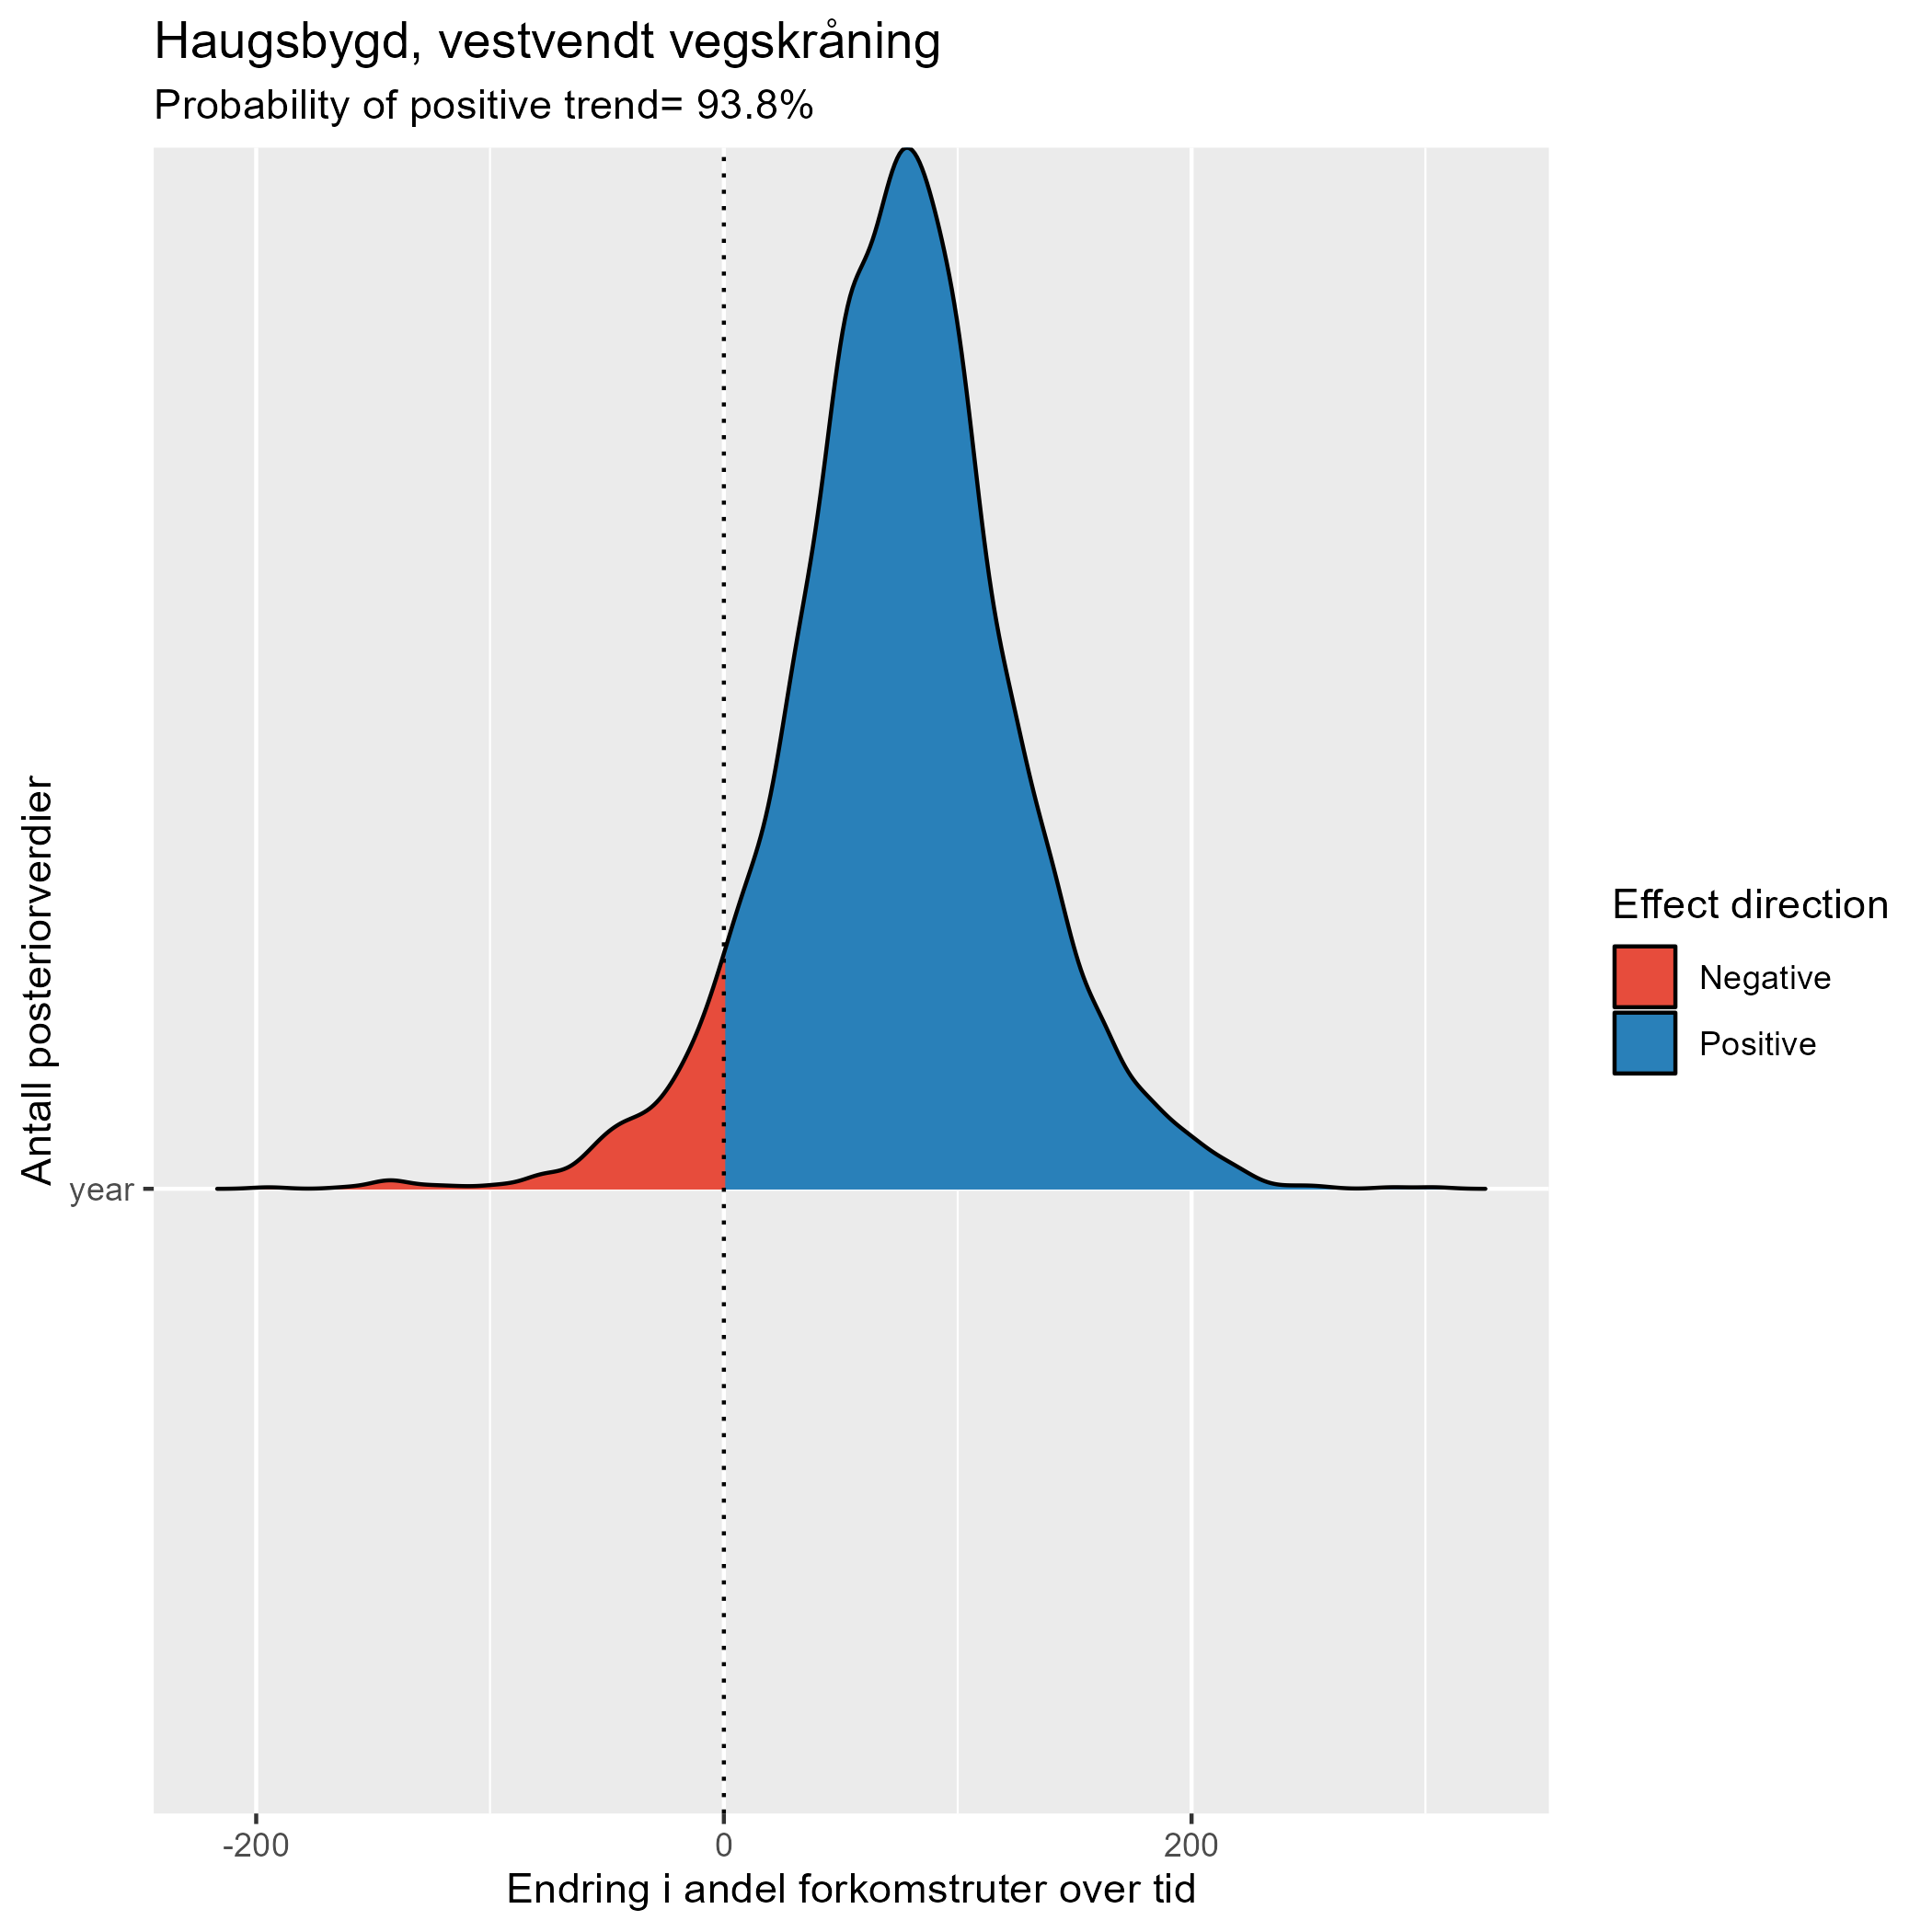 Haugsbygd, vestvendt vegskråning
Probability of positive trend= 93.8%
Antall posteriorverdier
year
-200
0
200
Endring i andel forkomstruter over tid
Effect direction
Negative
Positive